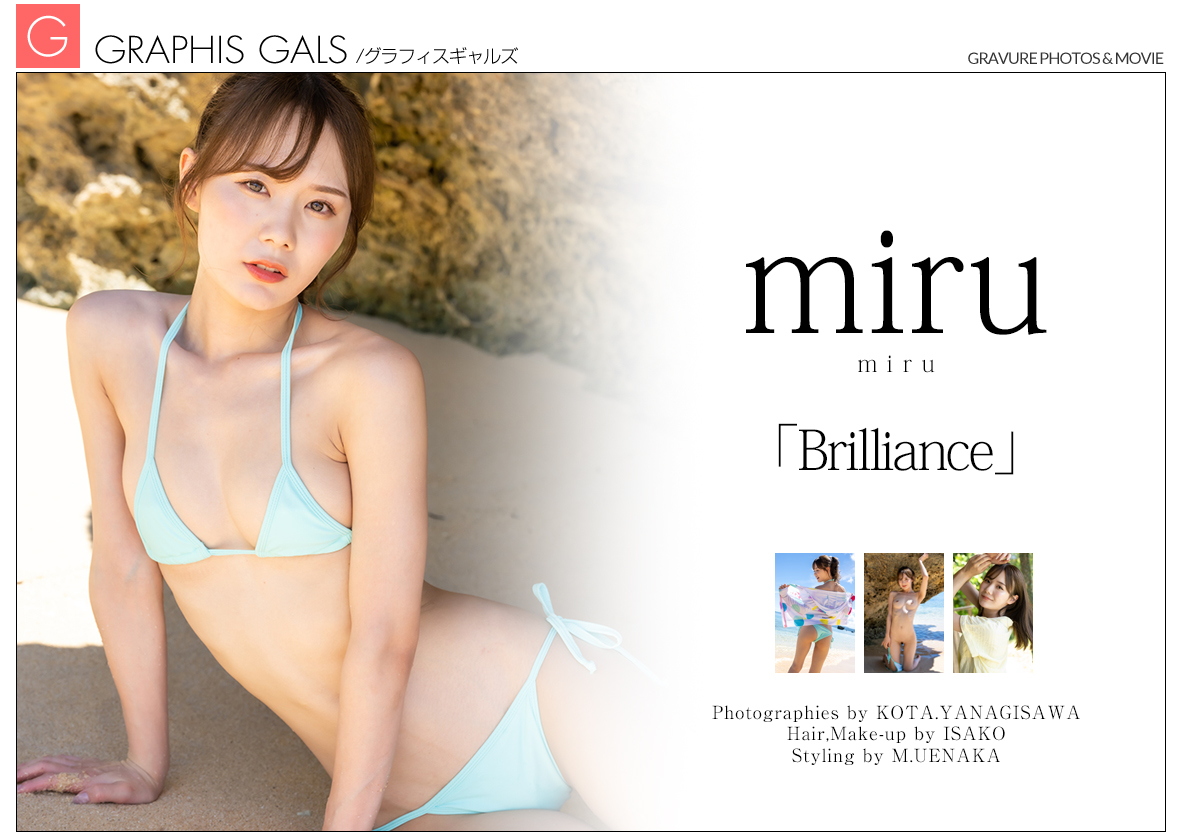 G
GRAPHIS GALS /グラフィスギャルズ
GRAVURE PHOTOS & MOVIE
miru
miru
「Brilliance」
Photographies by KOTA.YANAGISAWA
Hair,Make-up by ISAKO
Styling by M.UENAKA